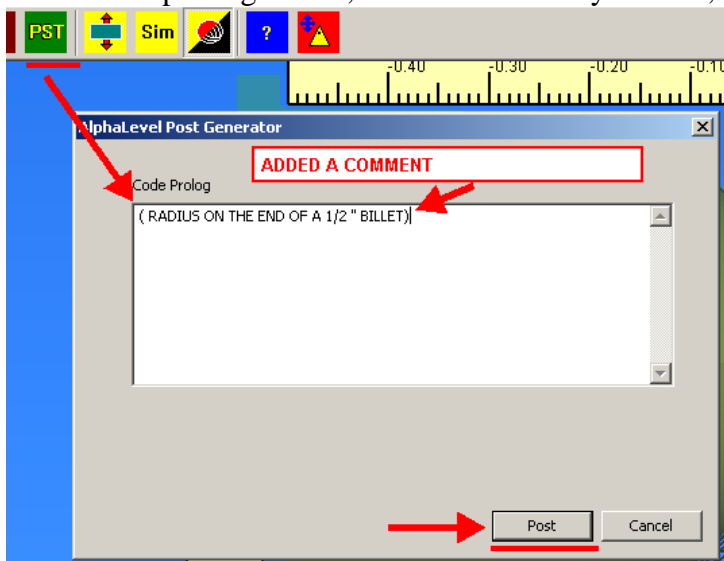 PST Sim ?
-0.40 -0.30 -0.20
AlphaLevel Post Generator
ADDED A COMMENT
Code Prolog
( RADIUS ON THE END OF A 1/2 " BILLET)
Post Cancel